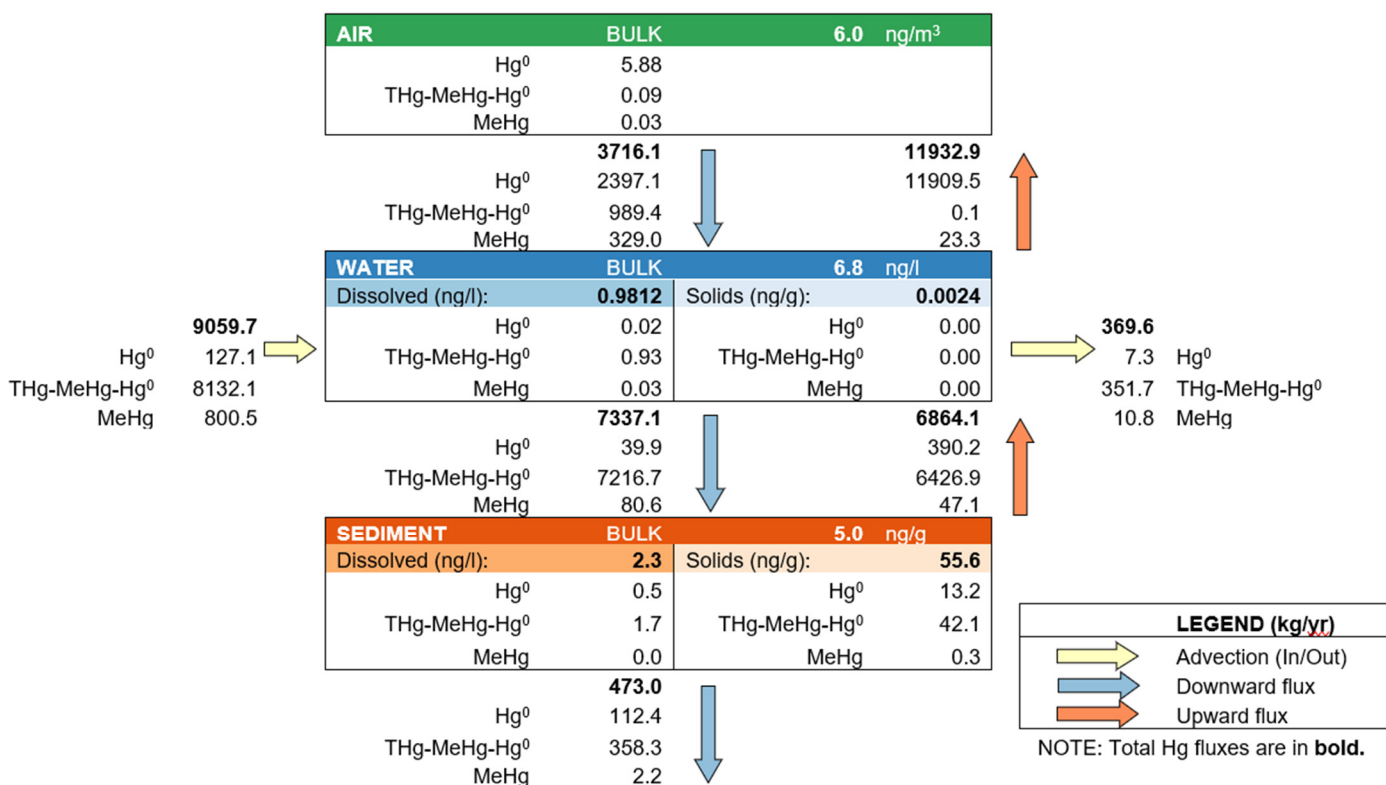 AIR BULK 6.0 ng/m³
Hg⁰ 5.88
THg-MeHg-Hg⁰ 0.09
MeHg 0.03
3716.1 11932.9
Hg⁰ 2397.1 11909.5
THg-MeHg-Hg⁰ 989.4 0.1
MeHg 329.0 23.3
WATER BULK 6.8 ng/l
Dissolved (ng/l): 0.9812 Solids (ng/g): 0.0024
9059.7 Hg⁰ 0.02 Hg⁰ 0.00 369.6
Hg⁰ 127.1 THg-MeHg-Hg⁰ 0.93 THg-MeHg-Hg⁰ 0.00 7.3 Hg⁰
THg-MeHg-Hg⁰ 8132.1 MeHg 0.03 MeHg 0.00 351.7 THg-MeHg-Hg⁰
MeHg 800.5 7337.1 6864.1 10.8 MeHg
Hg⁰ 39.9 390.2
THg-MeHg-Hg⁰ 7216.7 6426.9
MeHg 80.6 47.1
SEDIMENT BULK 5.0 ng/g
Dissolved (ng/l): 2.3 Solids (ng/g): 55.6
Hg⁰ 0.5 Hg⁰ 13.2
THg-MeHg-Hg⁰ 1.7 THg-MeHg-Hg⁰ 42.1
MeHg 0.0 MeHg 0.3
473.0
Hg⁰ 112.4
THg-MeHg-Hg⁰ 358.3
MeHg 2.2
LEGEND (kg/yr)
Advection (In/Out)
Downward flux
Upward flux
NOTE: Total Hg fluxes are in bold.